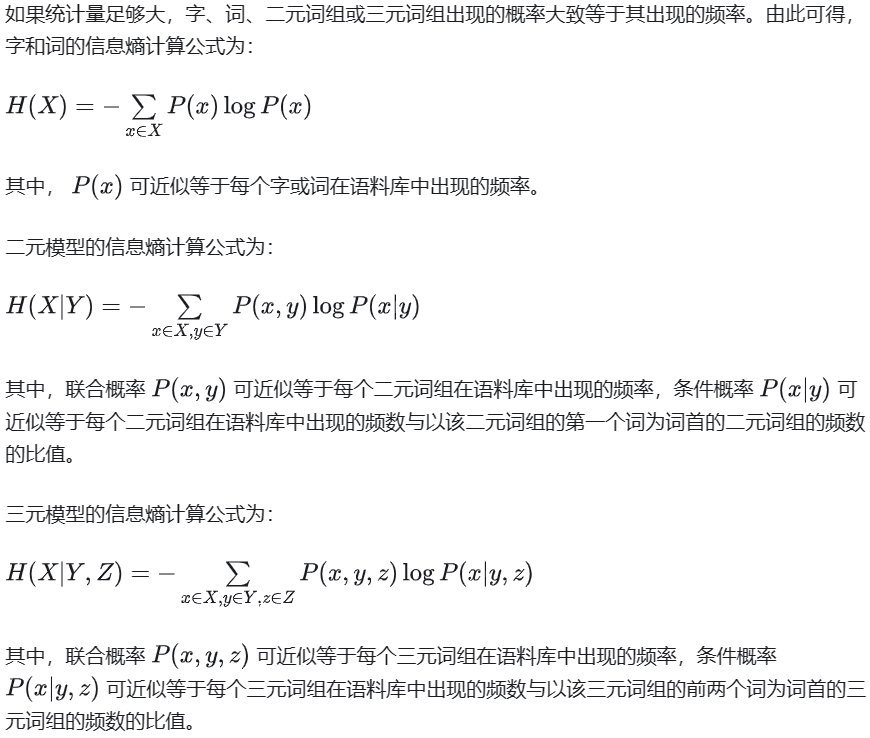 如果统计量足够大，字、词、二元词组或三元词组出现的概率大致等于其出现的频率。由此可得，
字和词的信息熵计算公式为：
H(X) = − ∑_{x∈X} P(x) log P(x)
其中， P(x) 可近似等于每个字或词在语料库中出现的频率。
二元模型的信息熵计算公式为：
H(X|Y) = − ∑_{x∈X,y∈Y} P(x, y) log P(x|y)
其中，联合概率 P(x, y) 可近似等于每个二元词组在语料库中出现的频率，条件概率 P(x|y) 可
近似等于每个二元词组在语料库中出现的频数与以该二元词组的第一个词为词首的二元词组的频数
的比值。
三元模型的信息熵计算公式为：
H(X|Y, Z) = − ∑_{x∈X,y∈Y,z∈Z} P(x, y, z) log P(x|y, z)
其中，联合概率 P(x, y, z) 可近似等于每个三元词组在语料库中出现的频率，条件概率
P(x|y, z) 可近似等于每个三元词组在语料库中出现的频数与以该三元词组的前两个词为词首的三
元词组的频数的比值。